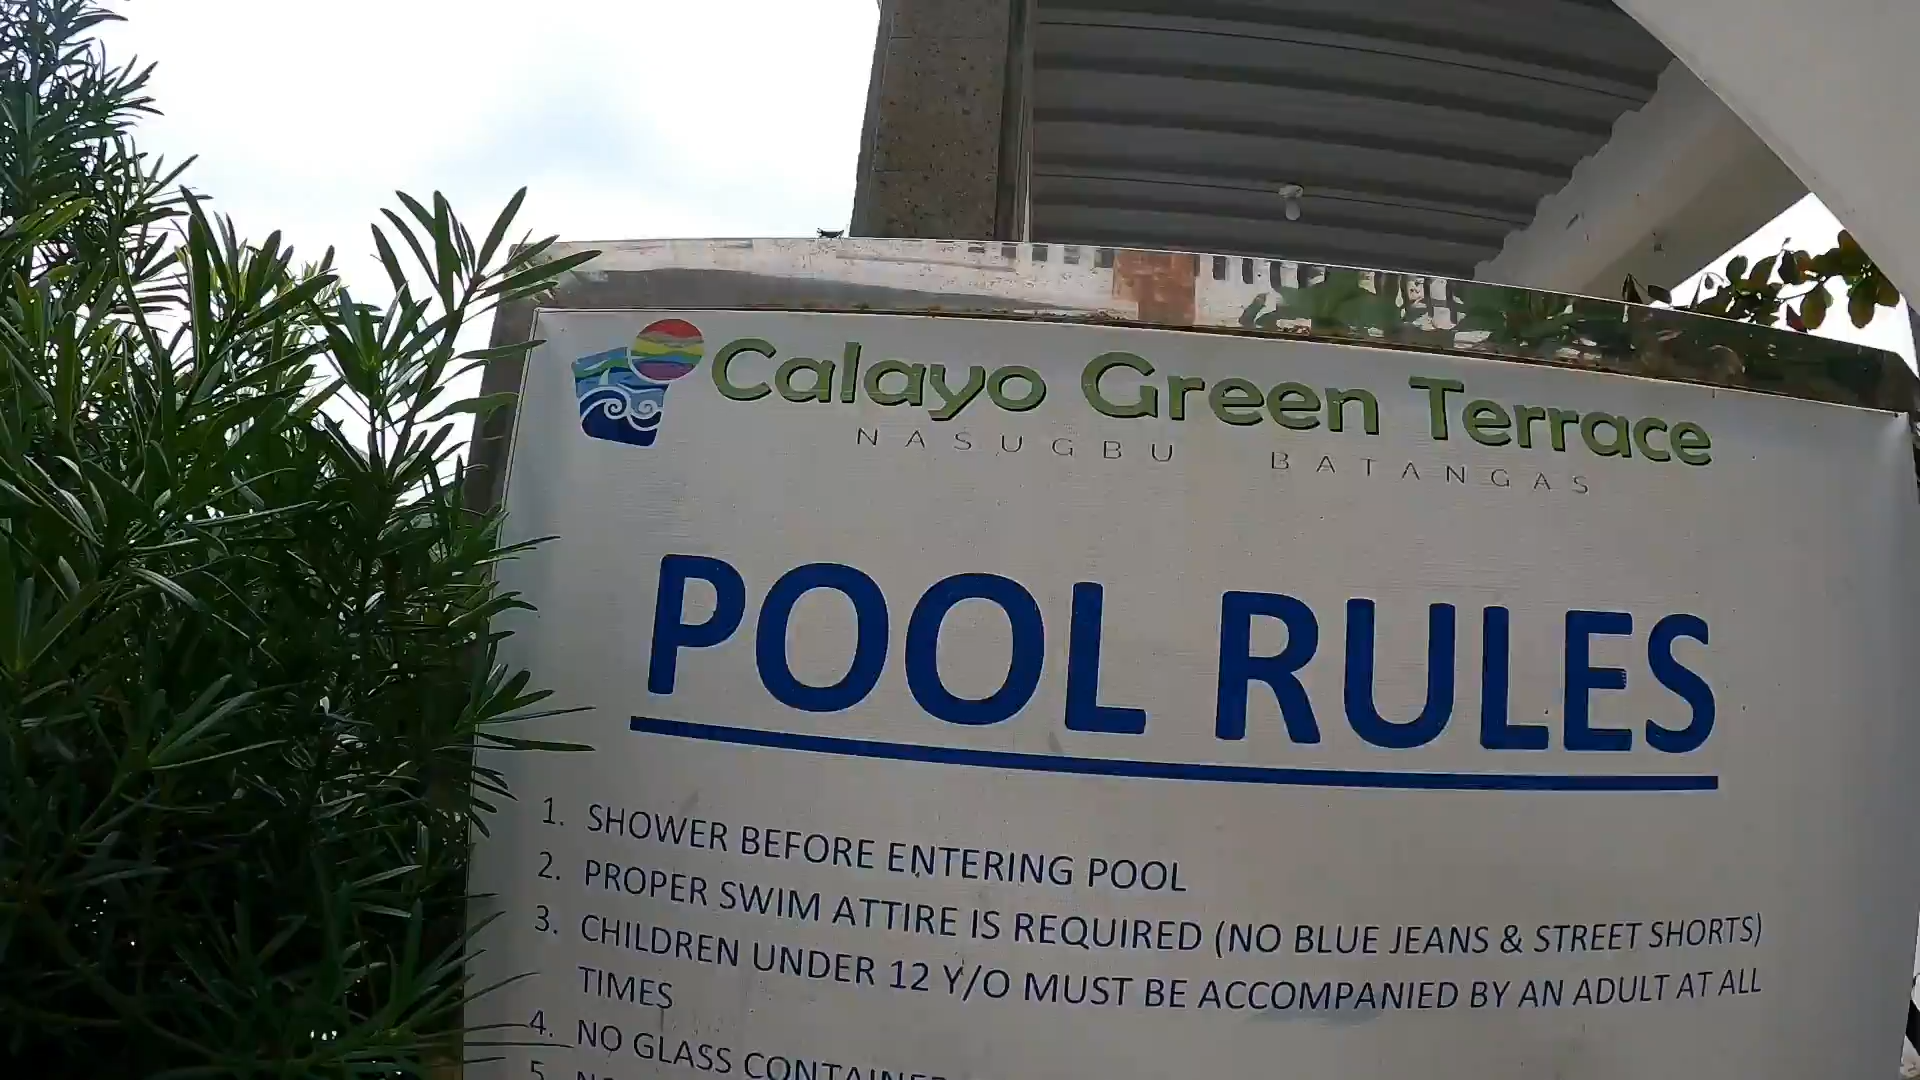 Calayo Green Terrace
NASUGBU BATANGAS
POOL RULES
1. SHOWER BEFORE ENTERING POOL
2. PROPER SWIM ATTIRE IS REQUIRED (NO BLUE JEANS & STREET SHORTS)
3. CHILDREN UNDER 12 Y/O MUST BE ACCOMPANIED BY AN ADULT AT ALL
TIMES
4. NO GLASS
5.